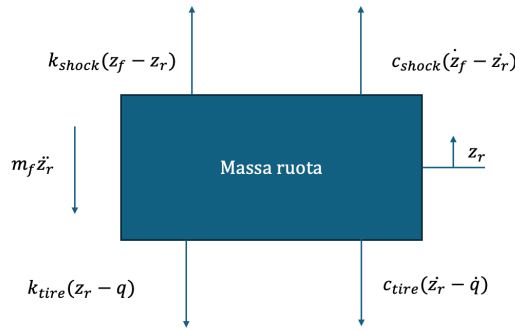 k_shock(z_f − z_r)
c_shock(ż_f − ż_r)
m_f z̈_r
Massa ruota
z_r
k_tire(z_r − q)
c_tire(ż_r − q̇)